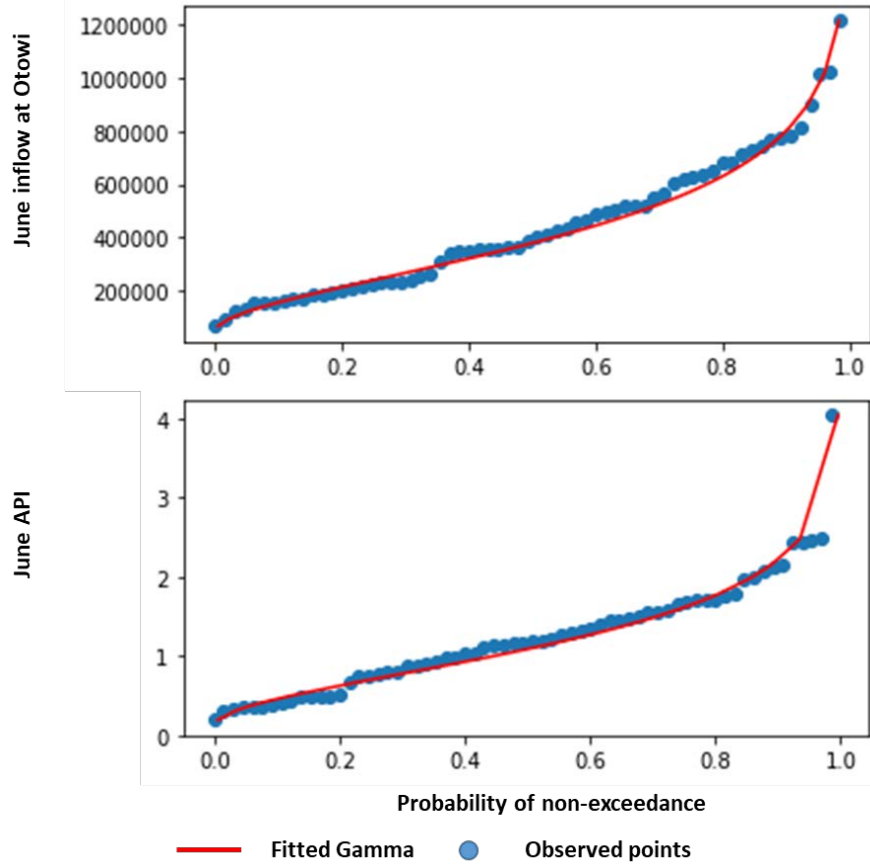 June inflow at Otowi
1200000
1000000
800000
600000
400000
200000
0.0 0.2 0.4 0.6 0.8 1.0
June API
4
3
2
1
0
0.0 0.2 0.4 0.6 0.8 1.0
Probability of non-exceedance
Fitted Gamma Observed points